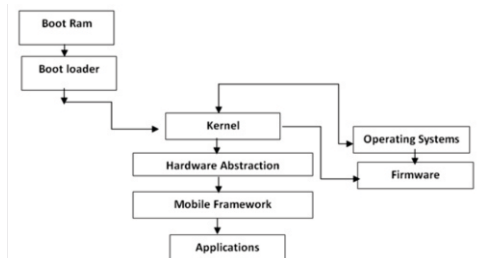 Boot Ram
Boot loader
Kernel
Operating Systems
Hardware Abstraction
Firmware
Mobile Framework
Applications